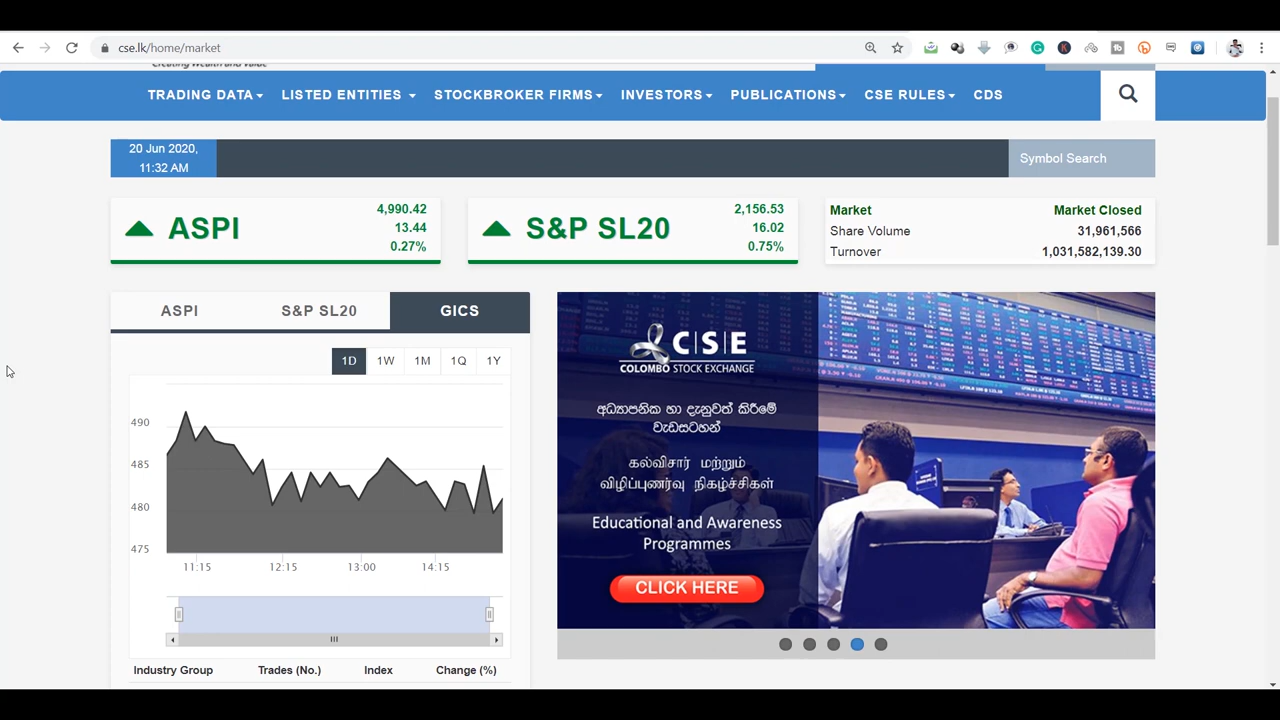 cse.lk/home/market
Creating Wealth and Value
TRADING DATA
LISTED ENTITIES
STOCKBROKER FIRMS
INVESTORS
PUBLICATIONS
CSE RULES
CDS
20 Jun 2020,
11:32 AM
Symbol Search
ASPI
4,990.42
13.44
0.27%
S&P SL20
2,156.53
16.02
0.75%
Market Market Closed
Share Volume 31,961,566
Turnover 1,031,582,139.30
ASPI S&P SL20 GICS
1D 1W 1M 1Q 1Y
490
485
480
475
11:15 12:15 13:00 14:15
Industry Group Trades (No.) Index Change (%)
CSE
COLOMBO STOCK EXCHANGE
අධ්‍යාපනික හා දැනුවත් කිරීමේ
වැඩසටහන්
கல்விசார் மற்றும்
விழிப்புணர்வு நிகழ்ச்சிகள்
Educational and Awareness
Programmes
CLICK HERE